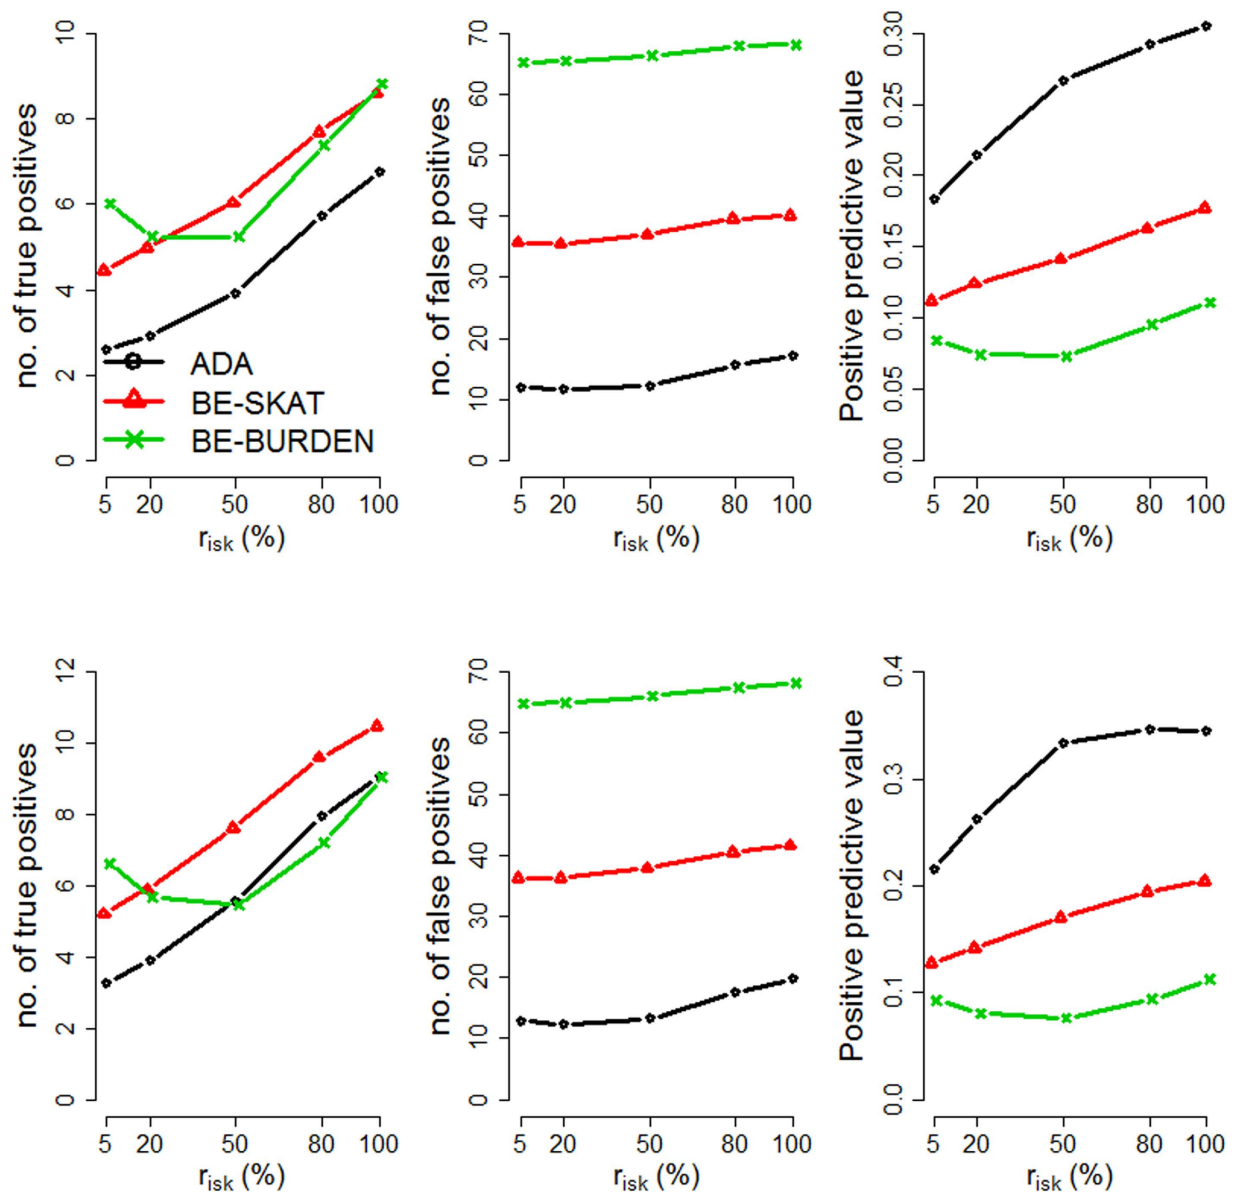 no. of true positives
10
8
6
4
2
0
ADA
BE-SKAT
BE-BURDEN
5 20 50 80 100
r_isk (%)
no. of false positives
70
60
50
40
30
20
10
0
5 20 50 80 100
r_isk (%)
Positive predictive value
0.30
0.25
0.20
0.15
0.10
0.05
0.00
5 20 50 80 100
r_isk (%)
no. of true positives
12
10
8
6
4
2
0
5 20 50 80 100
r_isk (%)
no. of false positives
70
60
50
40
30
20
10
0
5 20 50 80 100
r_isk (%)
Positive predictive value
0.4
0.3
0.2
0.1
0.0
5 20 50 80 100
r_isk (%)